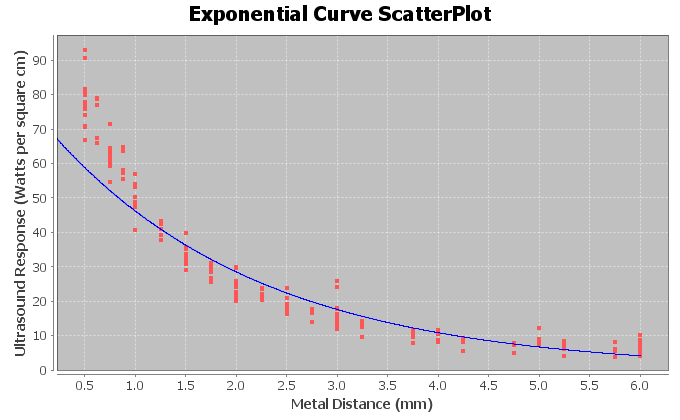 Exponential Curve ScatterPlot
Ultrasound Response (Watts per square cm)
90
80
70
60
50
40
30
20
10
0
0.5 1.0 1.5 2.0 2.5 3.0 3.5 4.0 4.5 5.0 5.5 6.0
Metal Distance (mm)